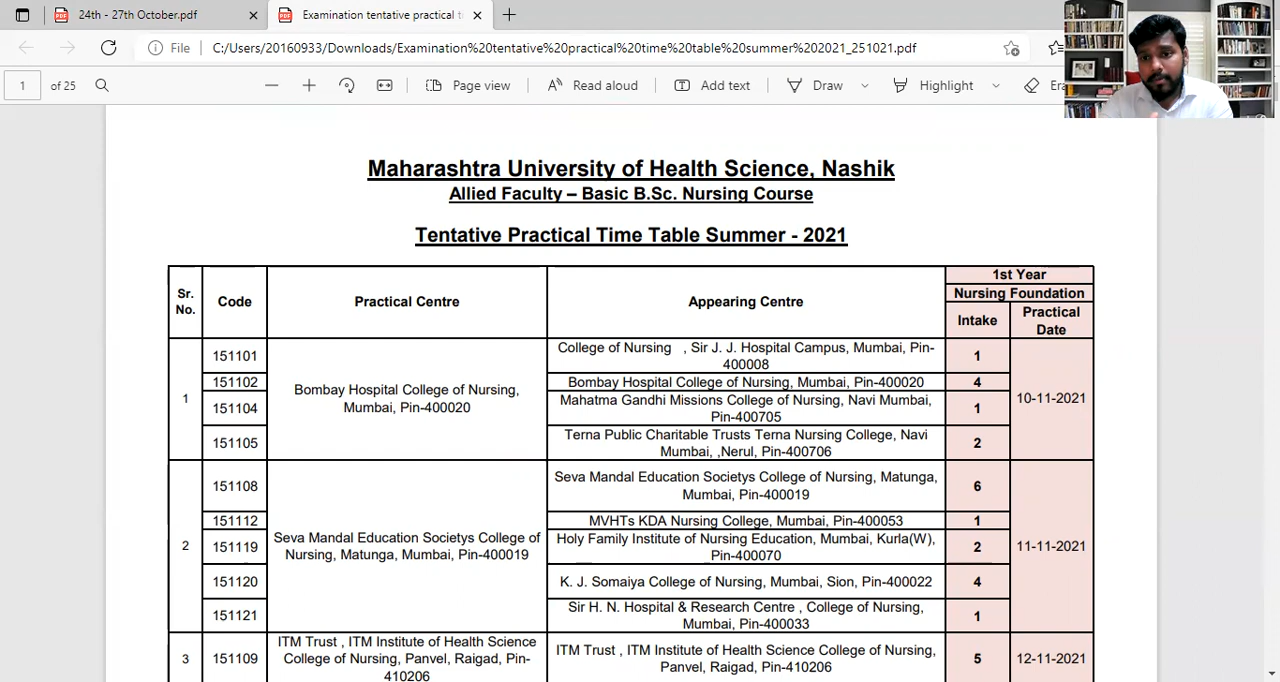 24th - 27th October.pdf
Examination tentative practical t
File
C:/Users/20160933/Downloads/Examination%20tentative%20practical%20time%20table%20summer%202021_251021.pdf
1 of 25
Page view
Read aloud
Add text
Draw
Highlight
Maharashtra University of Health Science, Nashik
Allied Faculty – Basic B.Sc. Nursing Course
Tentative Practical Time Table Summer - 2021
Sr. No.
Code
Practical Centre
Appearing Centre
1st Year
Nursing Foundation
Intake
Practical Date
1
Bombay Hospital College of Nursing,
Mumbai, Pin-400020
10-11-2021
151101
College of Nursing , Sir J. J. Hospital Campus, Mumbai, Pin-
400008
1
151102
Bombay Hospital College of Nursing, Mumbai, Pin-400020
4
151104
Mahatma Gandhi Missions College of Nursing, Navi Mumbai,
Pin-400705
1
151105
Terna Public Charitable Trusts Terna Nursing College, Navi
Mumbai, ,Nerul, Pin-400706
2
2
Seva Mandal Education Societys College of
Nursing, Matunga, Mumbai, Pin-400019
11-11-2021
151108
Seva Mandal Education Societys College of Nursing, Matunga,
Mumbai, Pin-400019
6
151112
MVHTs KDA Nursing College, Mumbai, Pin-400053
1
151119
Holy Family Institute of Nursing Education, Mumbai, Kurla(W),
Pin-400070
2
151120
K. J. Somaiya College of Nursing, Mumbai, Sion, Pin-400022
4
151121
Sir H. N. Hospital & Research Centre , College of Nursing,
Mumbai, Pin-400033
1
3
151109
ITM Trust , ITM Institute of Health Science
College of Nursing, Panvel, Raigad, Pin-
410206
ITM Trust , ITM Institute of Health Science College of Nursing,
Panvel, Raigad, Pin-410206
5
12-11-2021